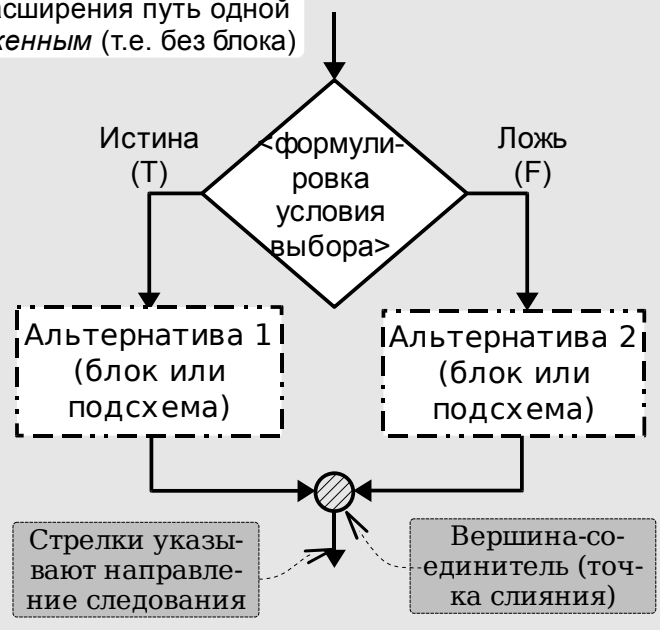 асширения путь одной
женным (т.е. без блока)
Истина
(T)
<формули-
ровка
условия
выбора>
Ложь
(F)
Альтернатива 1
(блок или
подсхема)
Альтернатива 2
(блок или
подсхема)
Стрелки указы-
вают направле-
ние следования
Вершина-со-
единитель (точ-
ка слияния)